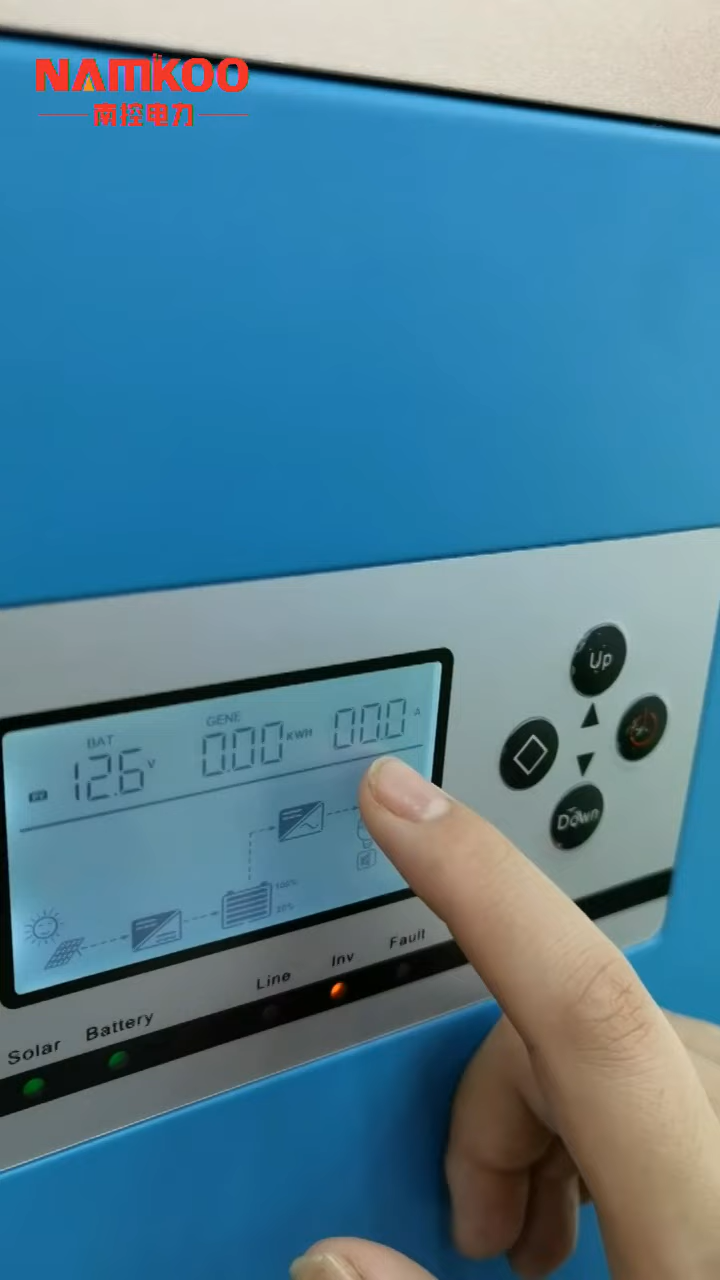 NAMKOO
南控电力
Up
Down
BAT
GENE
12.6 V
0.00 KWH
00.0 A
PV
100%
Solar
Battery
Line
Inv
Fault